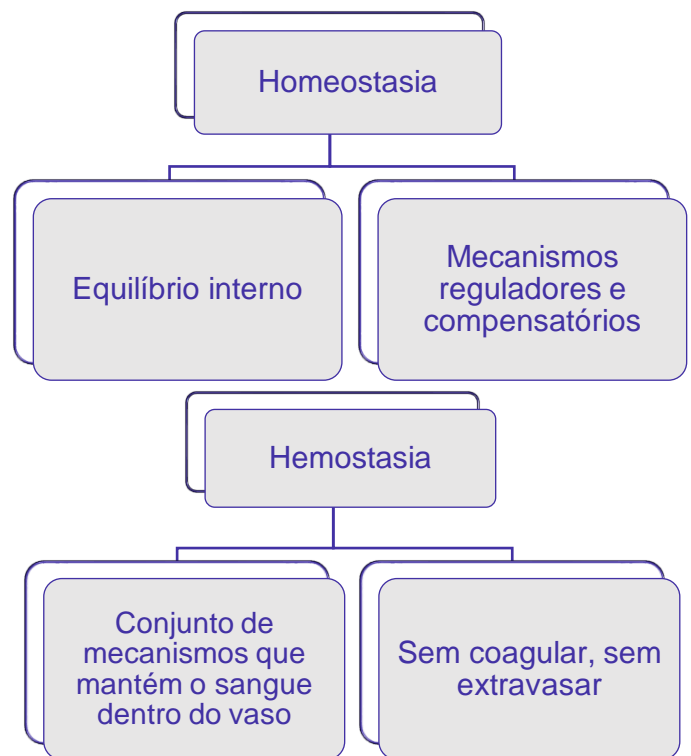 Homeostasia
Equilíbrio interno
Mecanismos
reguladores e
compensatórios
Hemostasia
Conjunto de
mecanismos que
mantém o sangue
dentro do vaso
Sem coagular, sem
extravasar